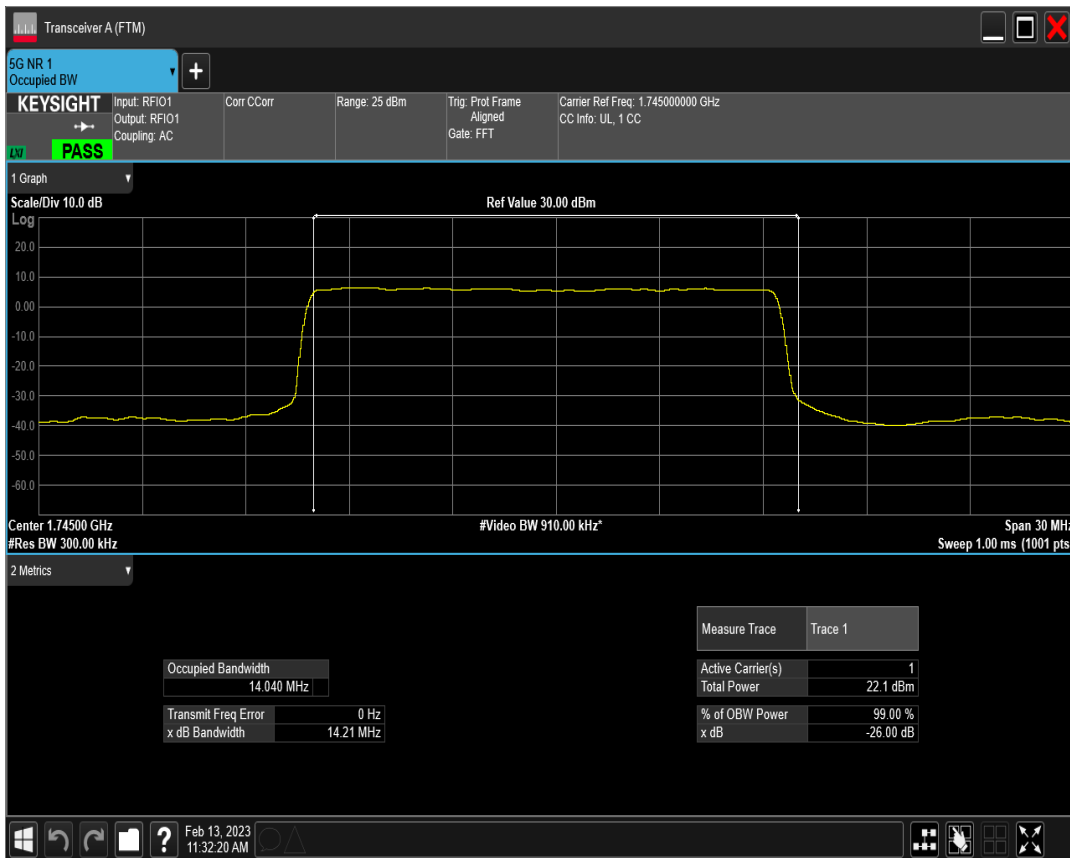 Transceiver A (FTM)
5G NR 1
Occupied BW
+
KEYSIGHT
LXI
PASS
Input: RFIO1
Output: RFIO1
Coupling: AC
Corr CCorr
Range: 25 dBm
Trig: Prot Frame
Aligned
Gate: FFT
Carrier Ref Freq: 1.745000000 GHz
CC Info: UL, 1 CC
1 Graph
Scale/Div 10.0 dB
Ref Value 30.00 dBm
Log
20.0
10.0
0.00
-10.0
-20.0
-30.0
-40.0
-50.0
-60.0
Center 1.74500 GHz
#Video BW 910.00 kHz*
Span 30 MHz
#Res BW 300.00 kHz
Sweep 1.00 ms (1001 pts
2 Metrics
Measure Trace Trace 1
Occupied Bandwidth
14.040 MHz
Active Carrier(s) 1
Total Power 22.1 dBm
Transmit Freq Error 0 Hz
x dB Bandwidth 14.21 MHz
% of OBW Power 99.00 %
x dB -26.00 dB
?
Feb 13, 2023
11:32:20 AM